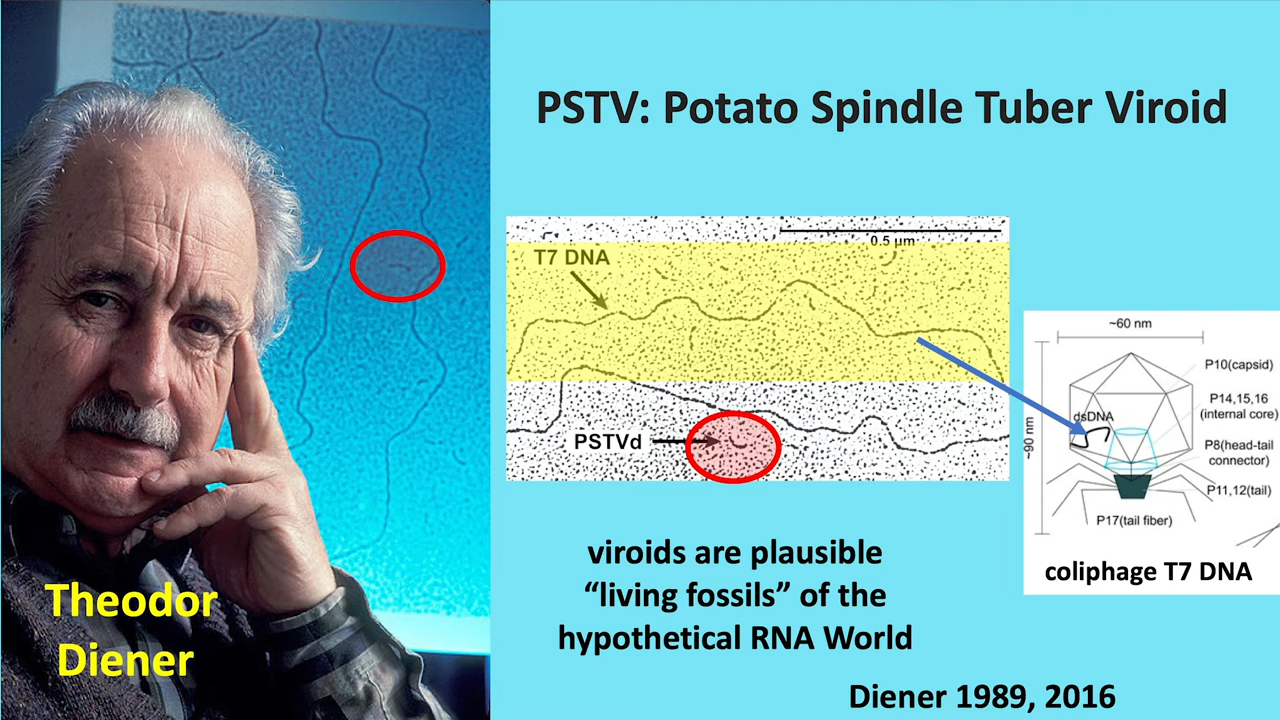 PSTV: Potato Spindle Tuber Viroid
0.5 µm
T7 DNA
PSTVd
~60 nm
~90 nm
dsDNA
P10(capsid)
P14,15,16
(internal core)
P8(head-tail
connector)
P11,12(tail)
P17(tail fiber)
coliphage T7 DNA
viroids are plausible
“living fossils” of the
hypothetical RNA World
Diener 1989, 2016
Theodor
Diener